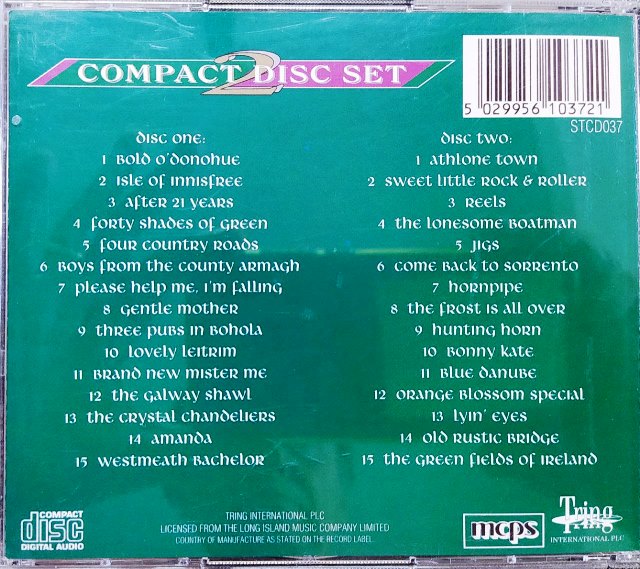 COMPACT 2 DISC SET
5 029956 103721
STCD037
DISC ONE:
1 BOLD O'DONOHUE
2 ISLE OF INNISFREE
3 AFTER 21 YEARS
4 FORTY SHADES OF GREEN
5 FOUR COUNTRY ROADS
6 BOYS FROM THE COUNTY ARMAGH
7 PLEASE HELP ME, I'M FALLING
8 GENTLE MOTHER
9 THREE PUBS IN BOHOLA
10 LOVELY LEITRIM
11 BRAND NEW MISTER ME
12 THE GALWAY SHAWL
13 THE CRYSTAL CHANDELIERS
14 AMANDA
15 WESTMEATH BACHELOR
DISC TWO:
1 ATHLONE TOWN
2 SWEET LITTLE ROCK & ROLLER
3 REELS
4 THE LONESOME BOATMAN
5 JIGS
6 COME BACK TO SORRENTO
7 HORNPIPE
8 THE FROST IS ALL OVER
9 HUNTING HORN
10 BONNY KATE
11 BLUE DANUBE
12 ORANGE BLOSSOM SPECIAL
13 LYIN' EYES
14 OLD RUSTIC BRIDGE
15 THE GREEN FIELDS OF IRELAND
COMPACT
disc
DIGITAL AUDIO
TRING INTERNATIONAL PLC
LICENSED FROM THE LONG ISLAND MUSIC COMPANY LIMITED
COUNTRY OF MANUFACTURE AS STATED ON THE RECORD LABEL.
mcps
Tring
INTERNATIONAL PLC